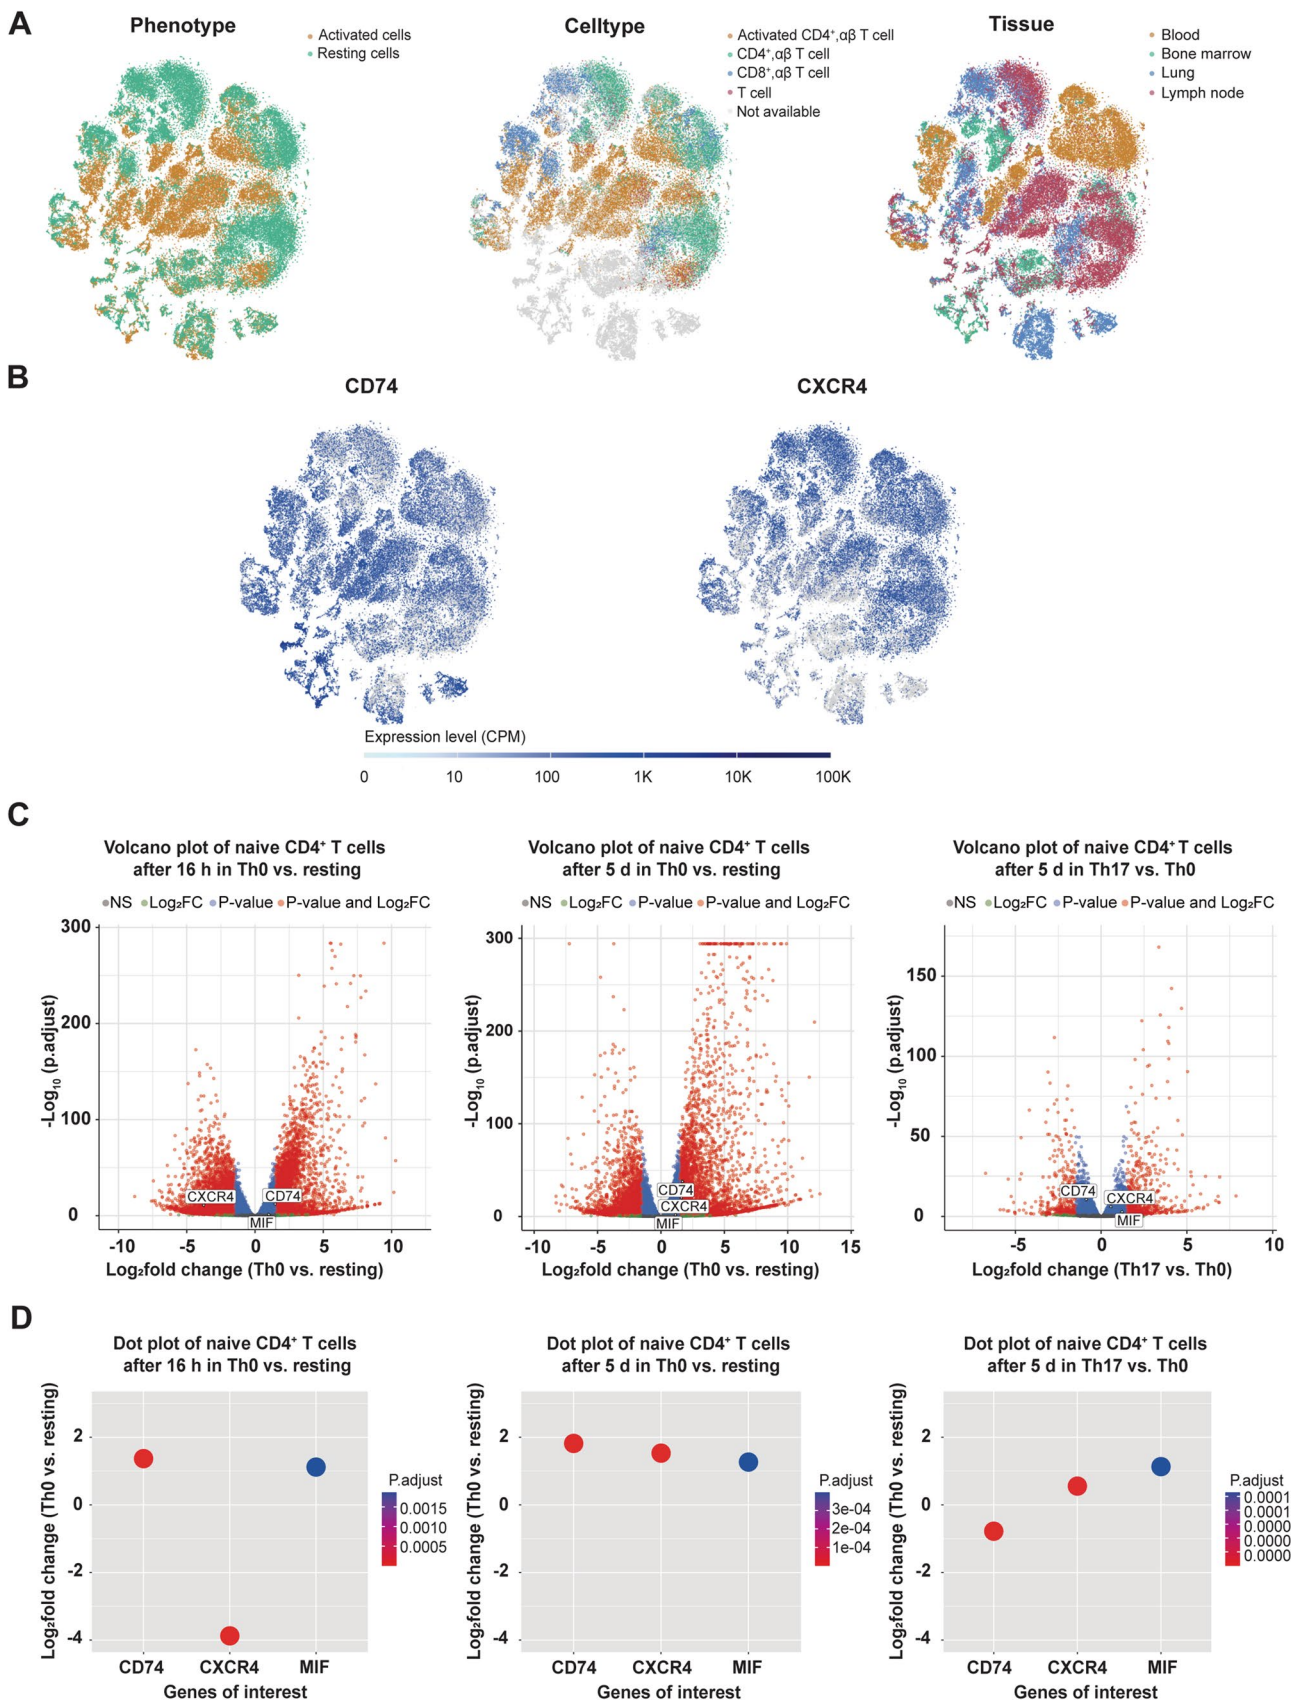 A
Phenotype
Activated cells
Resting cells
Celltype
Activated CD4⁺,αβ T cell
CD4⁺,αβ T cell
CD8⁺,αβ T cell
T cell
Not available
Tissue
Blood
Bone marrow
Lung
Lymph node
B
CD74
CXCR4
Expression level (CPM)
0 10 100 1K 10K 100K
C
Volcano plot of naive CD4⁺ T cells
after 16 h in Th0 vs. resting
NS Log₂FC P-value P-value and Log₂FC
-Log₁₀ (p.adjust)
300
200
100
0
CXCR4
CD74
MIF
-10 -5 0 5 10
Log₂fold change (Th0 vs. resting)
Volcano plot of naive CD4⁺ T cells
after 5 d in Th0 vs. resting
NS Log₂FC P-value P-value and Log₂FC
-Log₁₀ (p.adjust)
300
200
100
0
CD74
CXCR4
MIF
-10 -5 0 5 10 15
Log₂fold change (Th0 vs. resting)
Volcano plot of naive CD4⁺ T cells
after 5 d in Th17 vs. Th0
NS Log₂FC P-value P-value and Log₂FC
-Log₁₀ (p.adjust)
150
100
50
0
CD74
CXCR4
MIF
-5 0 5 10
Log₂fold change (Th17 vs. Th0)
D
Dot plot of naive CD4⁺ T cells
after 16 h in Th0 vs. resting
Log₂fold change (Th0 vs. resting)
2
0
-2
-4
CD74 CXCR4 MIF
Genes of interest
P.adjust
0.0015
0.0010
0.0005
Dot plot of naive CD4⁺ T cells
after 5 d in Th0 vs. resting
Log₂fold change (Th0 vs. resting)
2
0
-2
-4
CD74 CXCR4 MIF
Genes of interest
P.adjust
3e-04
2e-04
1e-04
Dot plot of naive CD4⁺ T cells
after 5 d in Th17 vs. Th0
Log₂fold change (Th0 vs. resting)
2
0
-2
-4
CD74 CXCR4 MIF
Genes of interest
P.adjust
0.0001
0.0001
0.0000
0.0000
0.0000